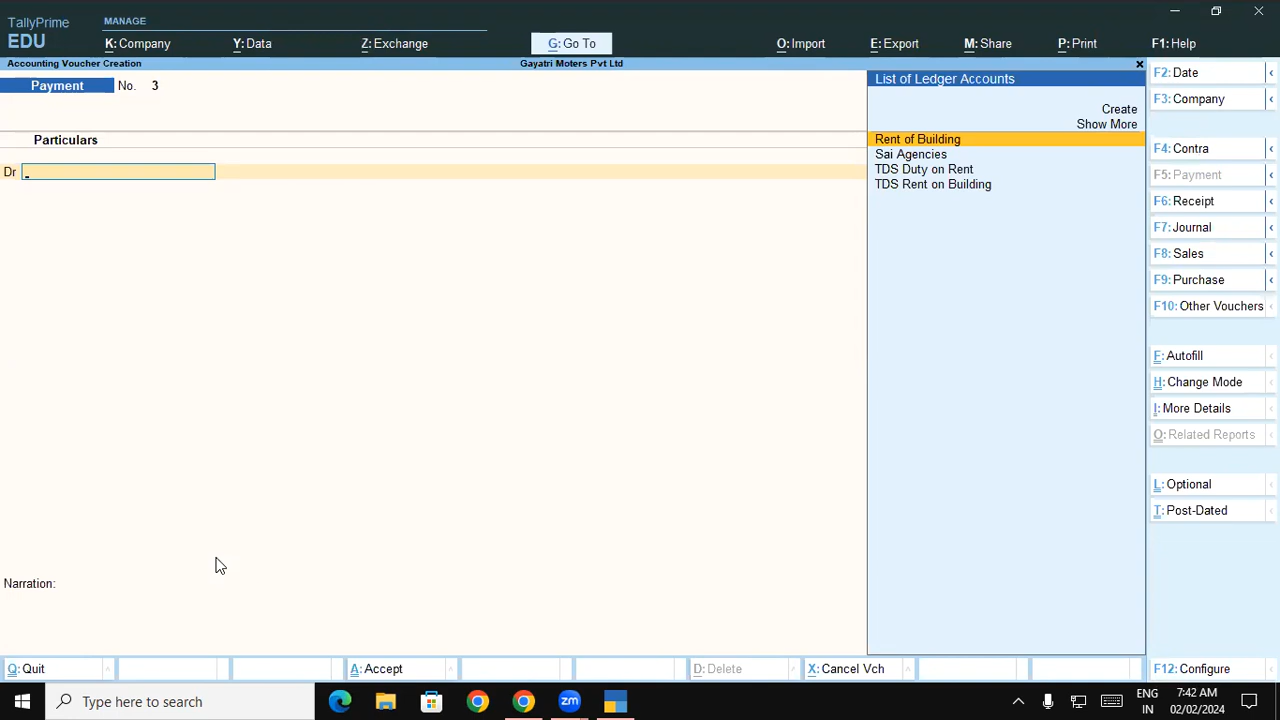 TallyPrime
EDU
MANAGE
K: Company
Y: Data
Z: Exchange
G: Go To
O: Import
E: Export
M: Share
P: Print
F1: Help
Accounting Voucher Creation
Gayatri Moters Pvt Ltd
Payment No. 3
Particulars
Dr
Narration:
List of Ledger Accounts
Create
Show More
Rent of Building
Sai Agencies
TDS Duty on Rent
TDS Rent on Building
F2: Date
F3: Company
F4: Contra
F5: Payment
F6: Receipt
F7: Journal
F8: Sales
F9: Purchase
F10: Other Vouchers
F: Autofill
H: Change Mode
I: More Details
O: Related Reports
L: Optional
T: Post-Dated
F12: Configure
Q: Quit
A: Accept
D: Delete
X: Cancel Vch
Type here to search
zm
ENG
IN
7:42 AM
02/02/2024